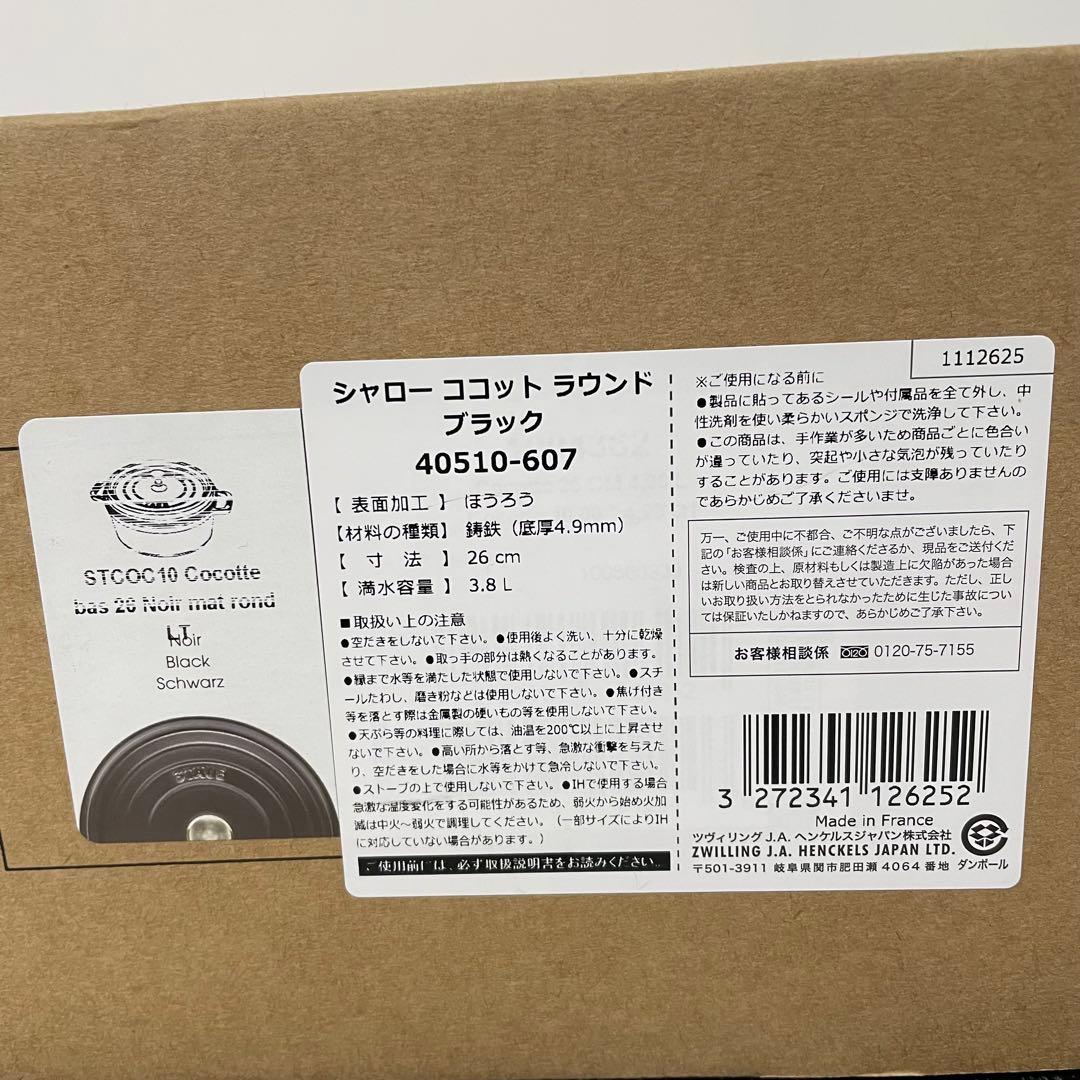 STCOC10 Cocotte
bas 26 Noir mat rond
LT
Noir
Black
Schwarz
STAUB
シャロー ココット ラウンド
ブラック
40510-607
【 表面加工 】 ほうろう
【材料の種類】 鋳鉄（底厚4.9mm）
【 寸 法 】 26 cm
【 満水容量 】 3.8 L
■取扱い上の注意
●空だきをしないで下さい。●使用後よく洗い、十分に乾燥
させて下さい。●取っ手の部分は熱くなることがあります。
●縁まで水等を満たした状態で使用しないで下さい。●スチ
ールたわし、磨き粉などは使用しないで下さい。●焦げ付き
等を落とす際は金属製の硬いもの等を使用しないで下さい。
●天ぷら等の料理に際しては、油温を200℃以上に上昇させ
ないで下さい。●高い所から落とす等、急激な衝撃を与えた
り、空だきをした場合に水等をかけて急冷しないで下さい。
●ストーブの上で使用しないで下さい。●IHで使用する場合
急激な温度変化をする可能性があるため、弱火から始め火加
減は中火～弱火で調理してください。（一部サイズによりIH
に対応していない場合があります。）
ご使用前には、必ず取扱説明書をお読みください。
1112625
※ご使用になる前に
●製品に貼ってあるシールや付属品を全て外し、中
性洗剤を使い柔らかいスポンジで洗浄して下さい。
●この商品は、手作業が多いため商品ごとに色合い
が違っていたり、突起や小さな気泡が残っていたり
することがあります。ご使用には支障ありませんの
であらかじめご了承くださいませ。
万一、ご使用中に不都合、ご不明な点がございましたら、下
記の「お客様相談係」にご連絡くださるか、現品をご送付くださ
い。検査の上、原材料もしくは製造上に欠陥があった場合
は新しい商品とお取り替えさせていただきます。ただし、正し
いお取り扱い方法をとられなかったために生じた事故につい
ては保証いたしかねますので、あらかじめご了承下さい。
お客様相談係 0120-75-7155
3 272341 126252
Made in France
ツヴィリング J.A. ヘンケルスジャパン株式会社
ZWILLING J.A. HENCKELS JAPAN LTD.
〒501-3911 岐阜県関市肥田瀬 4064 番地
ダンボール